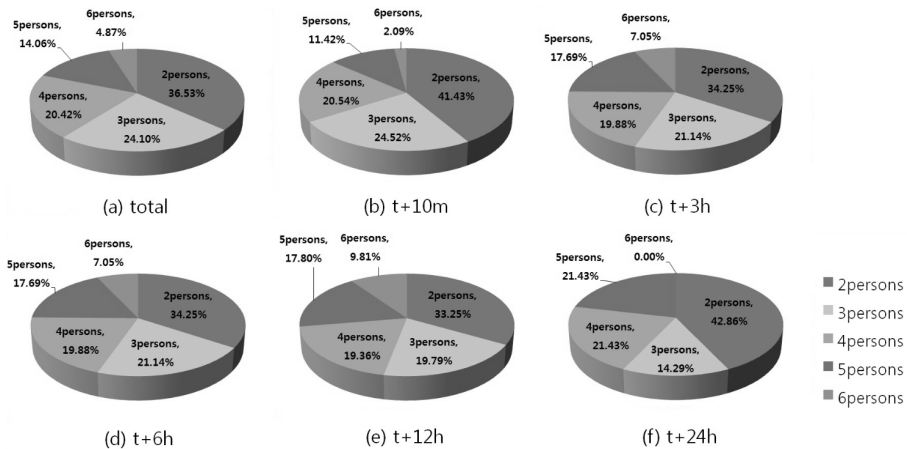 5persons,
14.06%
6persons,
4.87%
2persons,
36.53%
4persons,
20.42%
3persons,
24.10%
(a) total
5persons,
11.42%
6persons,
2.09%
2persons,
41.43%
4persons,
20.54%
3persons,
24.52%
(b) t+10m
5persons,
17.69%
6persons,
7.05%
2persons,
34.25%
4persons,
19.88%
3persons,
21.14%
(c) t+3h
5persons,
17.69%
6persons,
7.05%
2persons,
34.25%
4persons,
19.88%
3persons,
21.14%
(d) t+6h
5persons,
17.80%
6persons,
9.81%
2persons,
33.25%
4persons,
19.36%
3persons,
19.79%
(e) t+12h
5persons,
21.43%
6persons,
0.00%
2persons,
42.86%
4persons,
21.43%
3persons,
14.29%
(f) t+24h
2persons
3persons
4persons
5persons
6persons